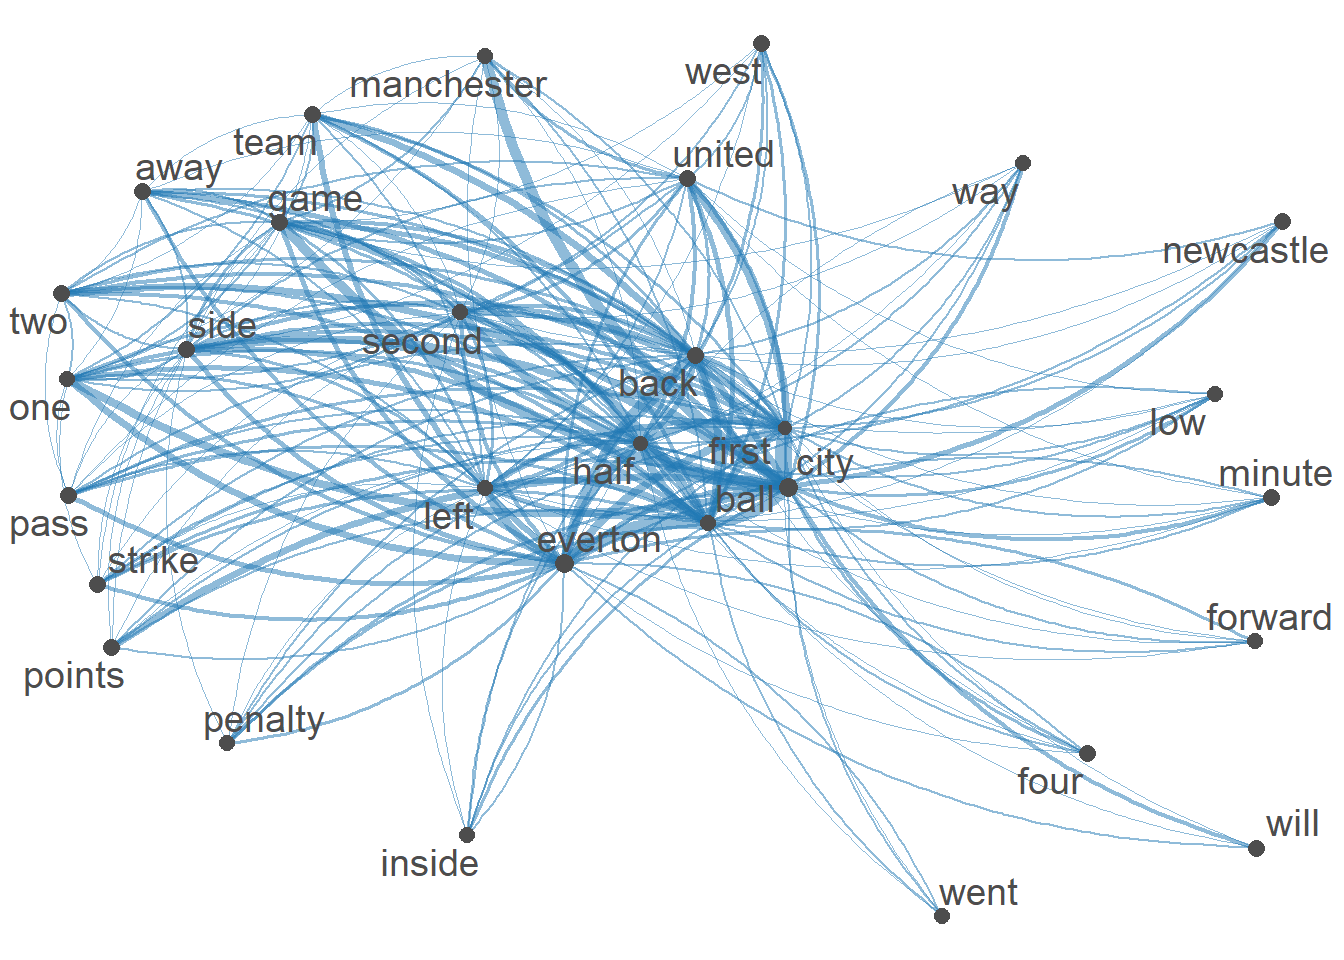 west
manchester
team
united
away
way
game
newcastle
two
side
second
back
one
low
first
city
half
minute
ball
left
pass
everton
strike
forward
points
penalty
four
will
inside
went